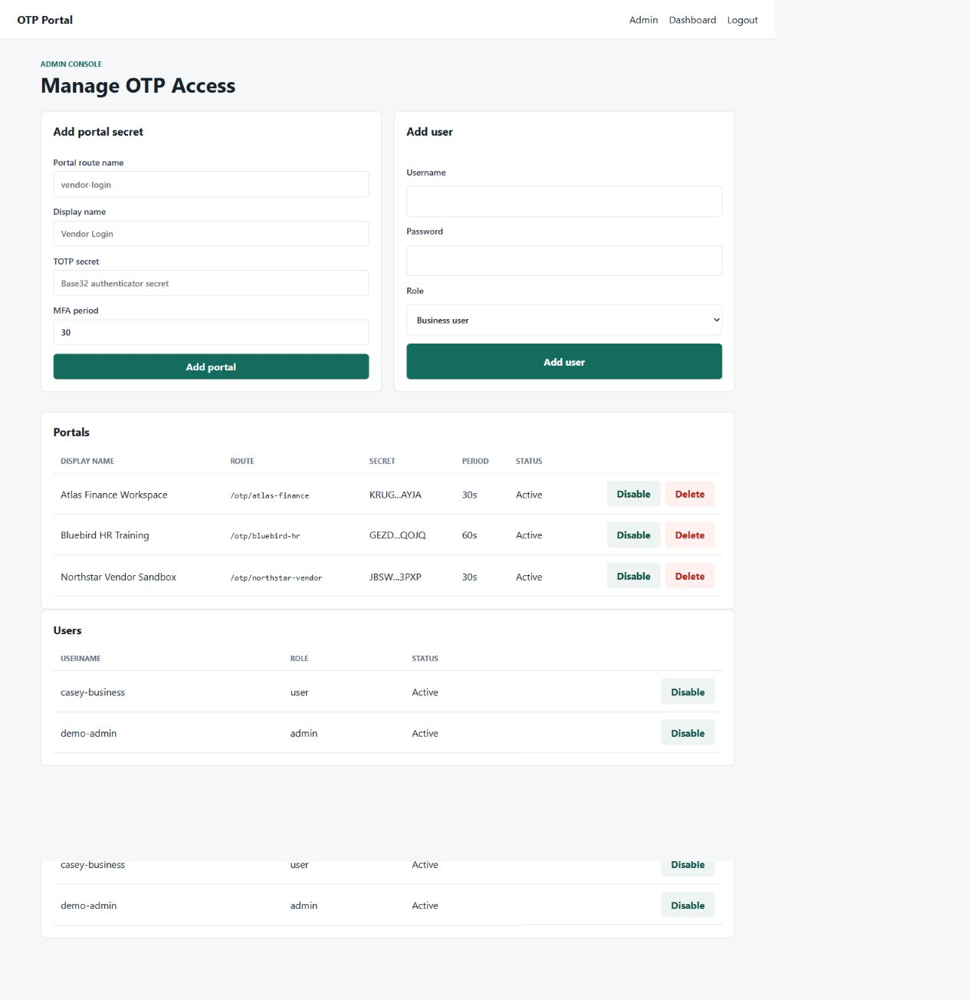 OTP Portal
Admin Dashboard Logout
ADMIN CONSOLE
Manage OTP Access
Add portal secret
Portal route name
vendor-login
Display name
Vendor Login
TOTP secret
Base32 authenticator secret
MFA period
30
Add portal
Add user
Username
Password
Role
Business user
Add user
Portals
DISPLAY NAME ROUTE SECRET PERIOD STATUS
Atlas Finance Workspace /otp/atlas-finance KRUG...AYJA 30s Active Disable Delete
Bluebird HR Training /otp/bluebird-hr GEZD...QOJQ 60s Active Disable Delete
Northstar Vendor Sandbox /otp/northstar-vendor JBSW...3PXP 30s Active Disable Delete
Users
USERNAME ROLE STATUS
casey-business user Active Disable
demo-admin admin Active Disable
casey-business user Active Disable
demo-admin admin Active Disable